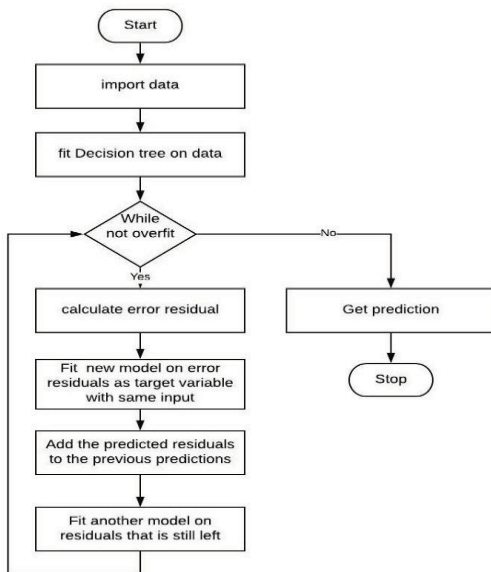 Start
import data
fit Decision tree on data
While
not overfit
No
Yes
calculate error residual
Get prediction
Fit new model on error
residuals as target variable
with same input
Stop
Add the predicted residuals
to the previous predictions
Fit another model on
residuals that is still left